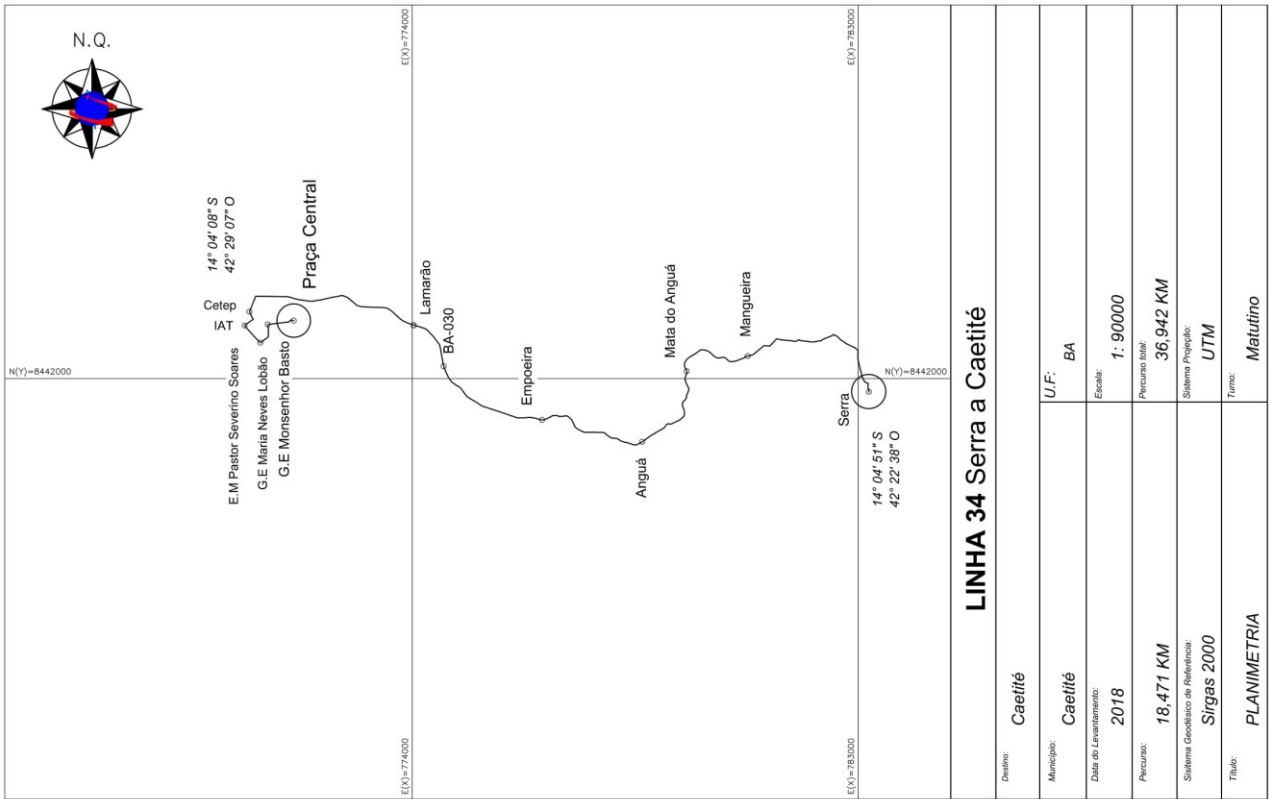 N.Q.
14° 04' 08" S
42° 29' 07" O
Praça Central
Cetep
IAT
E.M Pastor Severino Soares
G.E Maria Neves Lobão
G.E Monsenhor Basto
Lamarão
BA-030
Empoeira
Anguá
Mata do Anguá
Mangueira
Serra
14° 04' 51" S
42° 22' 38" O
N(Y)=8442000
N(Y)=8442000
E(X)=774000
E(X)=774000
E(X)=783000
E(X)=783000
LINHA 34 Serra a Caetité
Destino:
Caetité
Município:
Caetité
U.F:
BA
Data do Levantamento:
2018
Escala:
1: 90000
Percurso:
18,471 KM
Percurso total:
36,942 KM
Sistema Geodésico de Referência:
Sirgas 2000
Sistema Projeção:
UTM
Título:
PLANIMETRIA
Turno:
Matutino